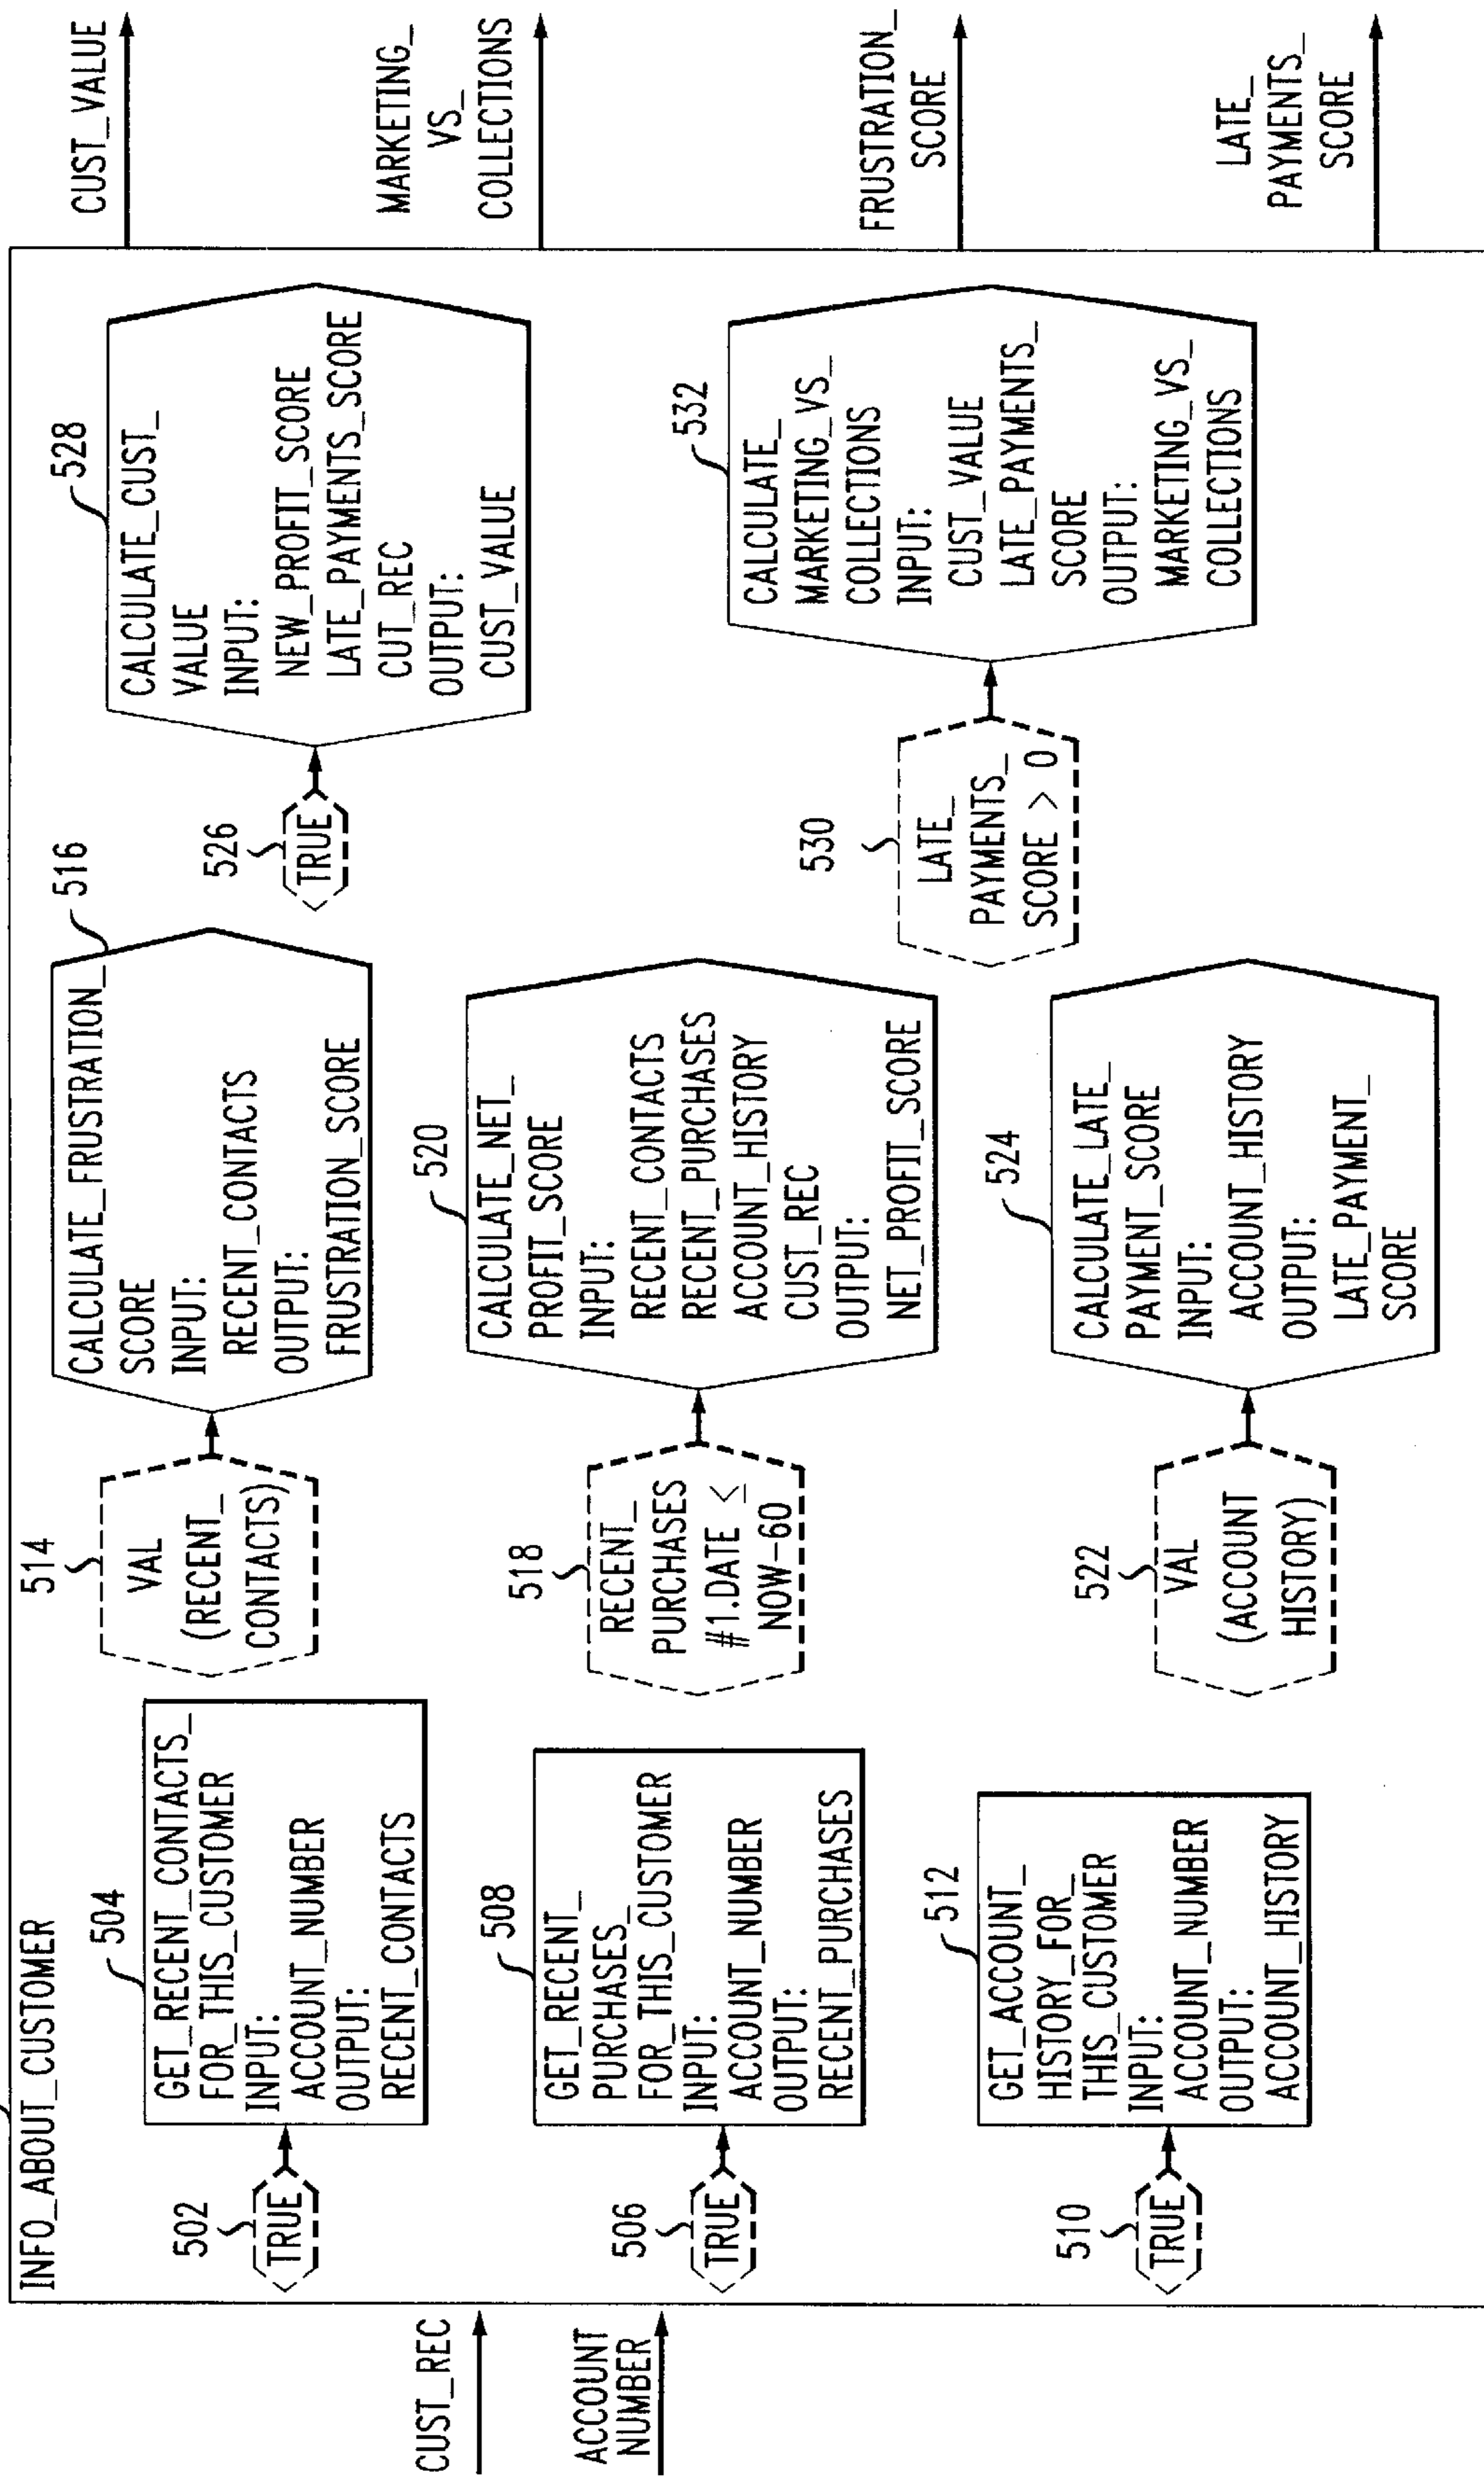 INFO_ABOUT_CUSTOMER
CUST_REC
ACCOUNT
NUMBER
502
TRUE
504
GET_RECENT_CONTACTS_
FOR_THIS_CUSTOMER
INPUT:
ACCOUNT_NUMBER
OUTPUT:
RECENT_CONTACTS
506
TRUE
508
GET_RECENT_
PURCHASES_
FOR_THIS_CUSTOMER
INPUT:
ACCOUNT_NUMBER
OUTPUT:
RECENT_PURCHASES
510
TRUE
512
GET_ACCOUNT_
HISTORY_FOR_
THIS_CUSTOMER
INPUT:
ACCOUNT_NUMBER
OUTPUT:
ACCOUNT_HISTORY
514
VAL
(RECENT_
CONTACTS)
516
CALCULATE_FRUSTRATION_
SCORE
INPUT:
RECENT_CONTACTS
OUTPUT:
FRUSTRATION_SCORE
518
RECENT_
PURCHASES
#1.DATE ≤
NOW-60
520
CALCULATE_NET_
PROFIT_SCORE
INPUT:
RECENT_CONTACTS
RECENT_PURCHASES
ACCOUNT_HISTORY
CUST_REC
OUTPUT:
NET_PROFIT_SCORE
522
VAL
(ACCOUNT
HISTORY)
524
CALCULATE_LATE_
PAYMENT_SCORE
INPUT:
ACCOUNT_HISTORY
OUTPUT:
LATE_PAYMENT_
SCORE
526
TRUE
528
CALCULATE_CUST_
VALUE
INPUT:
NEW_PROFIT_SCORE
LATE_PAYMENTS_SCORE
CUT_REC
OUTPUT:
CUST_VALUE
530
LATE_
PAYMENTS_
SCORE > 0
532
CALCULATE_
MARKETING_VS_
COLLECTIONS
INPUT:
CUST_VALUE
LATE_PAYMENTS_
SCORE
OUTPUT:
MARKETING_VS_
COLLECTIONS
CUST_VALUE
MARKETING_
VS_
COLLECTIONS
FRUSTRATION_
SCORE
LATE_
PAYMENTS_
SCORE